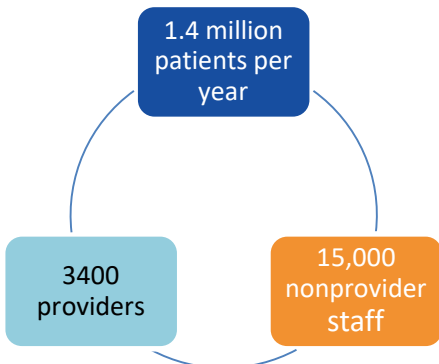 1.4 million
patients per
year
3400
providers
15,000
nonprovider
staff